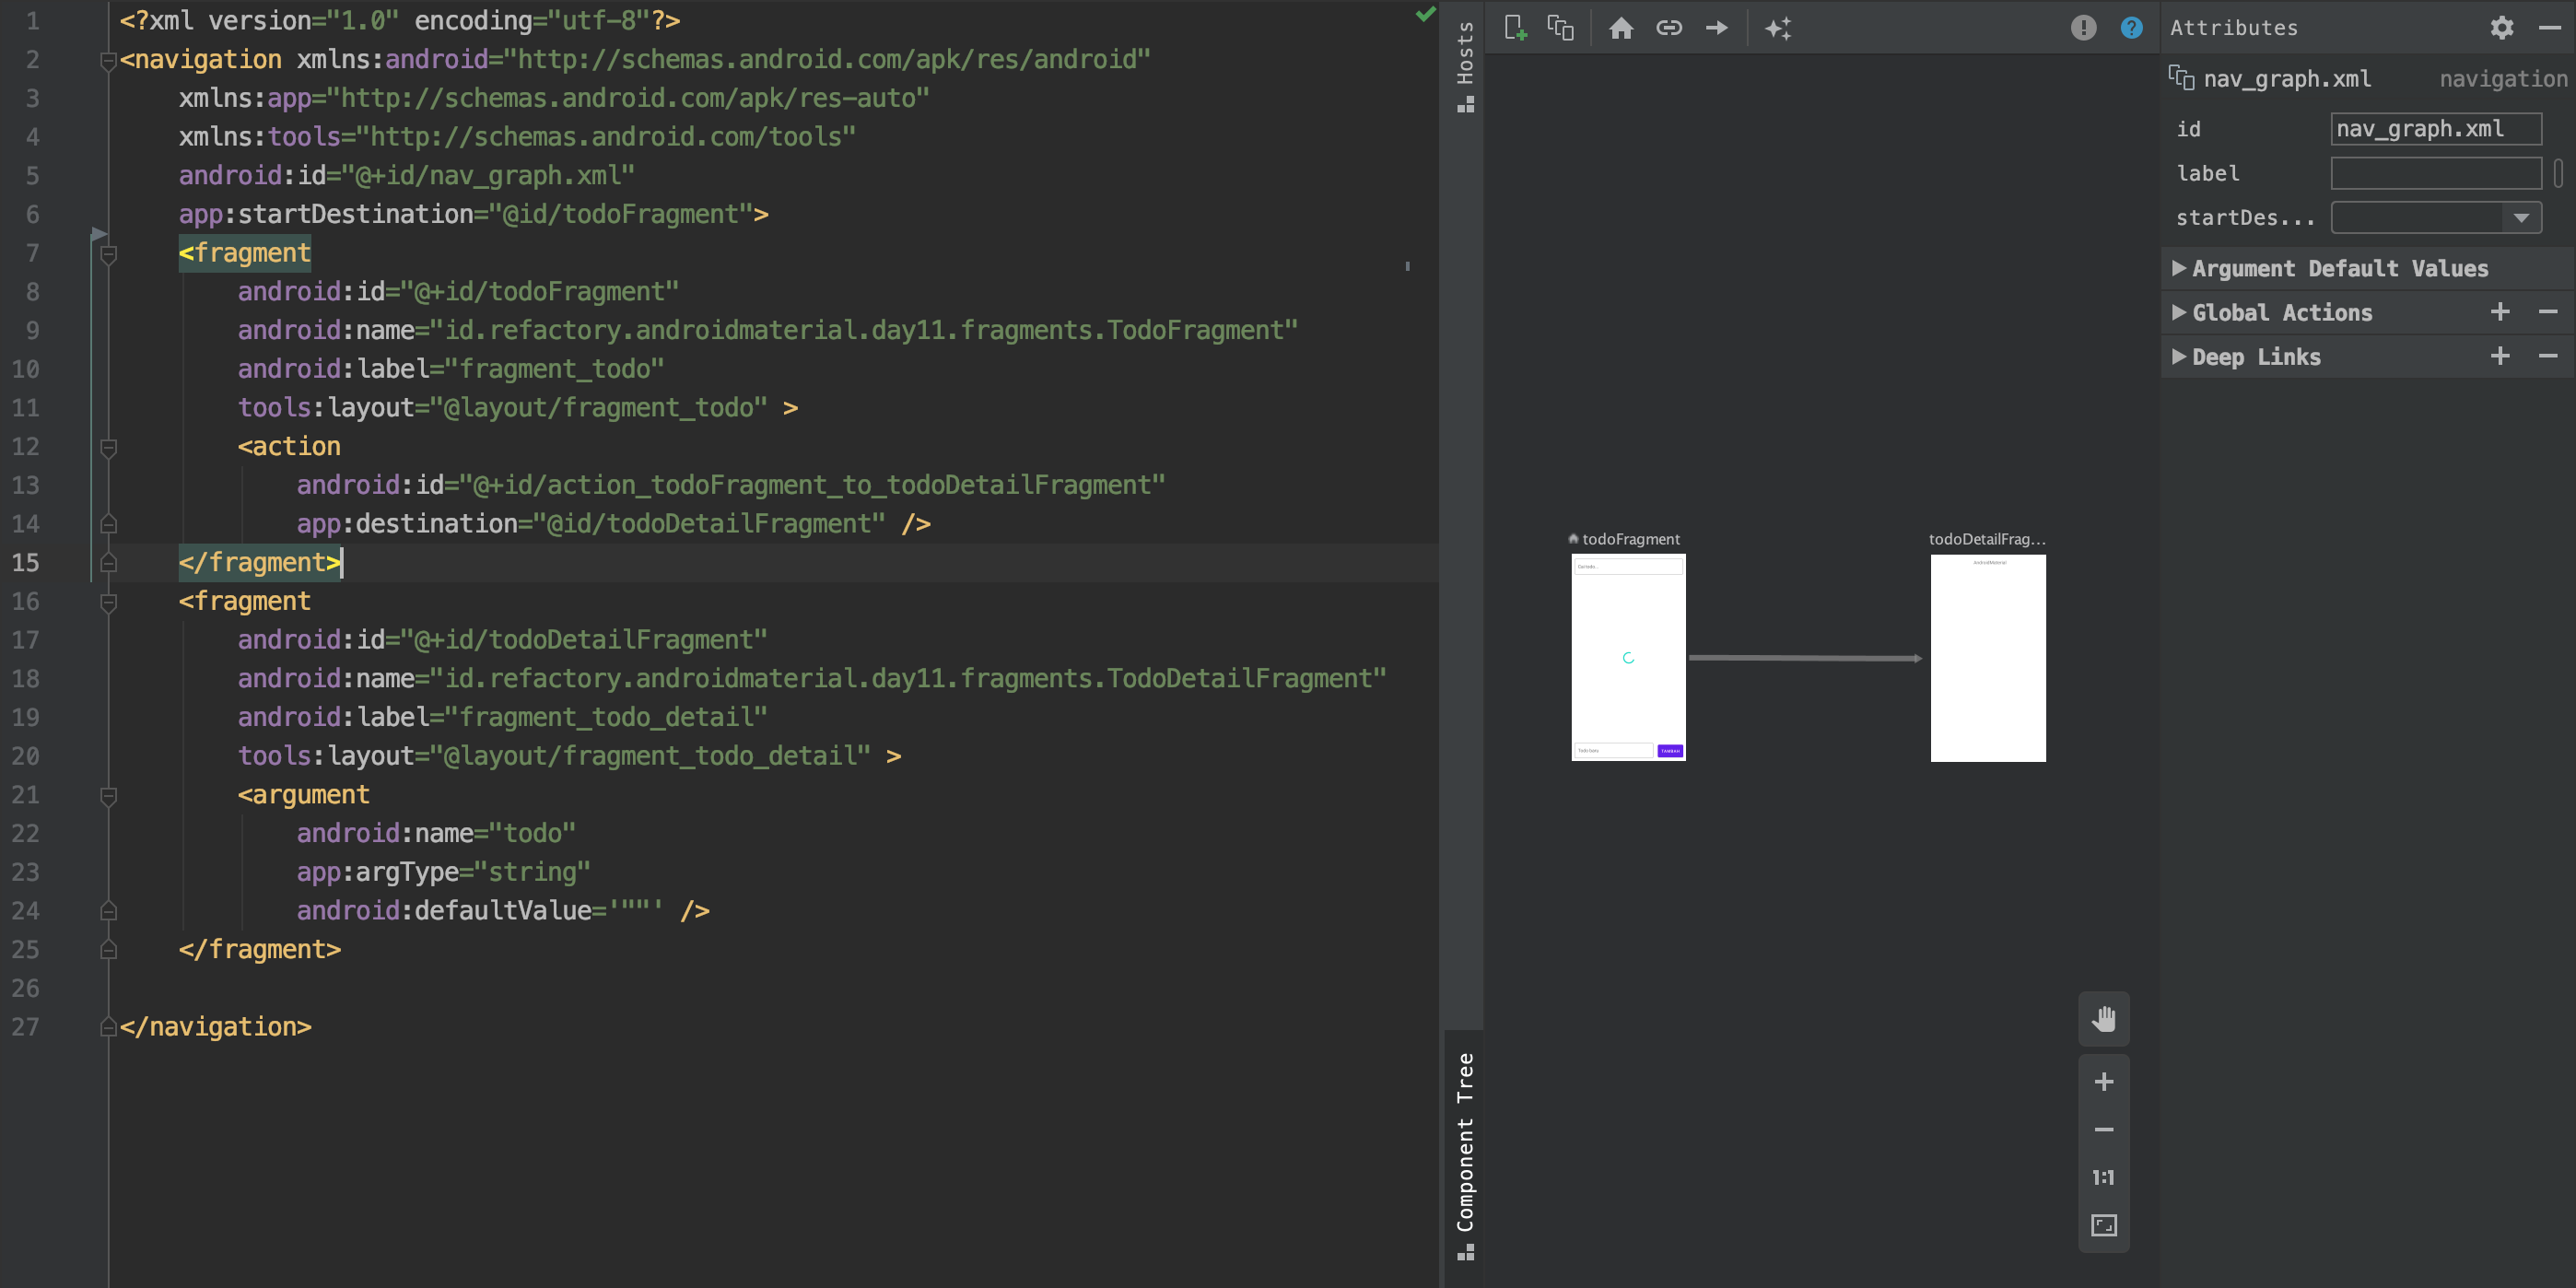 1 <?xml version="1.0" encoding="utf-8"?>
2 <navigation xmlns:android="http://schemas.android.com/apk/res/android"
3 xmlns:app="http://schemas.android.com/apk/res-auto"
4 xmlns:tools="http://schemas.android.com/tools"
5 android:id="@+id/nav_graph.xml"
6 app:startDestination="@id/todoFragment">
7 <fragment
8 android:id="@+id/todoFragment"
9 android:name="id.refactory.androidmaterial.day11.fragments.TodoFragment"
10 android:label="fragment_todo"
11 tools:layout="@layout/fragment_todo" >
12 <action
13 android:id="@+id/action_todoFragment_to_todoDetailFragment"
14 app:destination="@id/todoDetailFragment" />
15 </fragment>
16 <fragment
17 android:id="@+id/todoDetailFragment"
18 android:name="id.refactory.androidmaterial.day11.fragments.TodoDetailFragment"
19 android:label="fragment_todo_detail"
20 tools:layout="@layout/fragment_todo_detail" >
21 <argument
22 android:name="todo"
23 app:argType="string"
24 android:defaultValue='""' />
25 </fragment>
26
27 </navigation>
Hosts
Component Tree
todoFragment
todoDetailFrag...
AndroidMaterial
TAMBAH
1:1
Attributes
nav_graph.xml navigation
id nav_graph.xml
label
startDes...
Argument Default Values
Global Actions
Deep Links